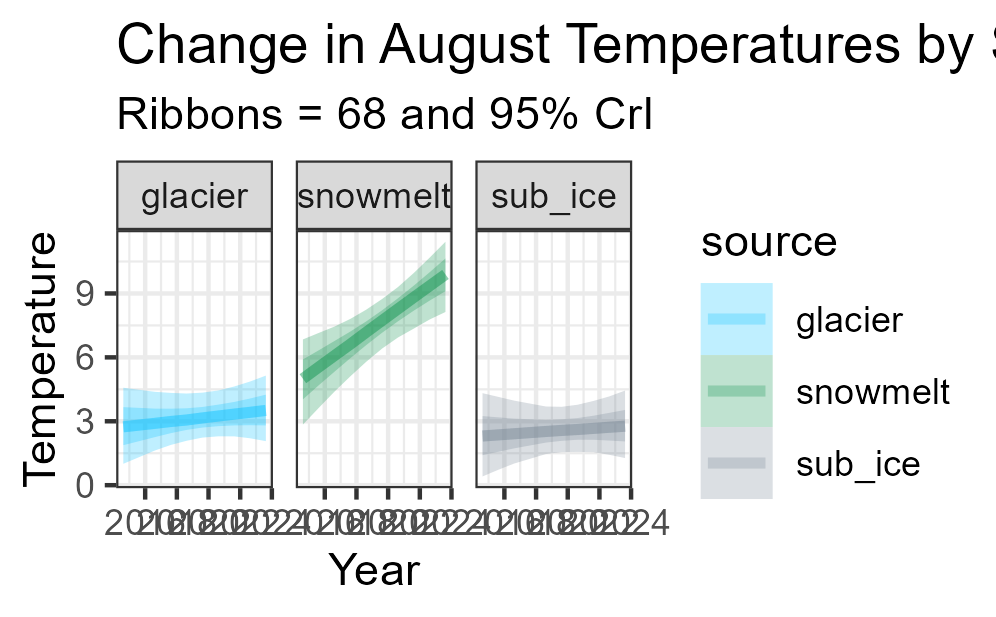 Change in August Temperatures by
Ribbons = 68 and 95% CrI
glacier snowmelt sub_ice
Temperature
9
6
3
0
Year
source
glacier
snowmelt
sub_ice